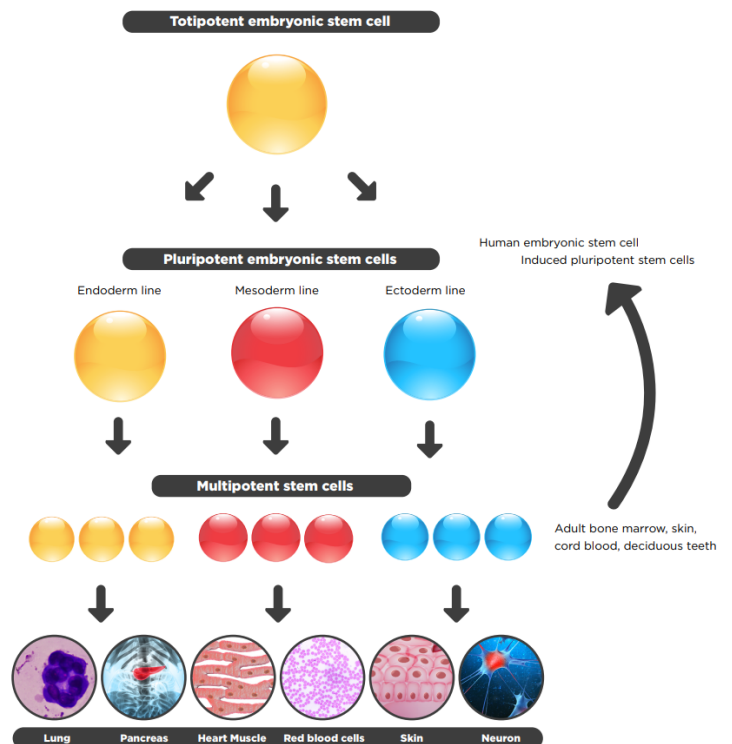 Totipotent embryonic stem cell
Human embryonic stem cell
Induced pluripotent stem cells
Pluripotent embryonic stem cells
Endoderm line
Mesoderm line
Ectoderm line
Multipotent stem cells
Adult bone marrow, skin,
cord blood, deciduous teeth
Lung
Pancreas
Heart Muscle
Red blood cells
Skin
Neuron